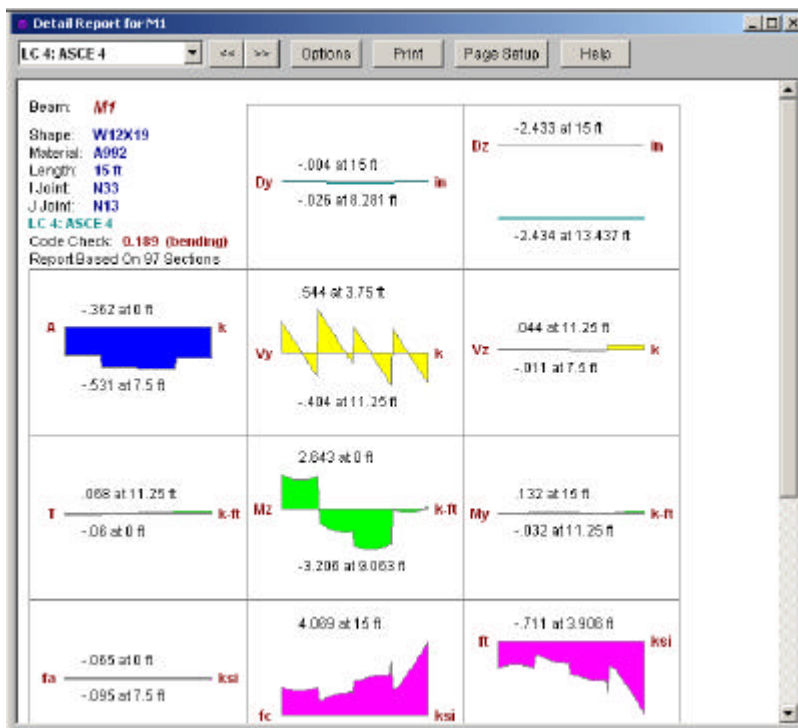 Detail Report for M1
LC 4: ASCE 4
<< >> Options Print Page Setup Help
Beam: M1
Shape: W12X19
Material: A992
Length: 15 ft
I Joint: N33
J Joint: N13
LC 4: ASCE 4
Code Check: 0.189 (bending)
Report Based On 97 Sections
Dy
-.004 at 15 ft
in
-.026 at 8.281 ft
Dz
-2.433 at 15 ft
in
-2.434 at 13.437 ft
A
-.362 at 0 ft
k
-.531 at 7.5 ft
Vy
.544 at 3.75 ft
k
-.404 at 11.25 ft
Vz
.044 at 11.25 ft
k
-.011 at 7.5 ft
T
.068 at 11.25 ft
k-ft
-.06 at 0 ft
Mz
2.643 at 0 ft
k-ft
-3.206 at 9.063 ft
My
.132 at 15 ft
k-ft
-.032 at 11.25 ft
fa
-.065 at 0 ft
ksi
-.095 at 7.5 ft
fc
4.069 at 15 ft
ksi
ft
-.711 at 3.906 ft
ksi